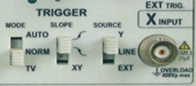 TRIGGER
EXT TRIG.
X INPUT
MODE
SLOPE
SOURCE
AUTO
NORM
TV
XY
Y
LINE
EXT
OVERLOAD